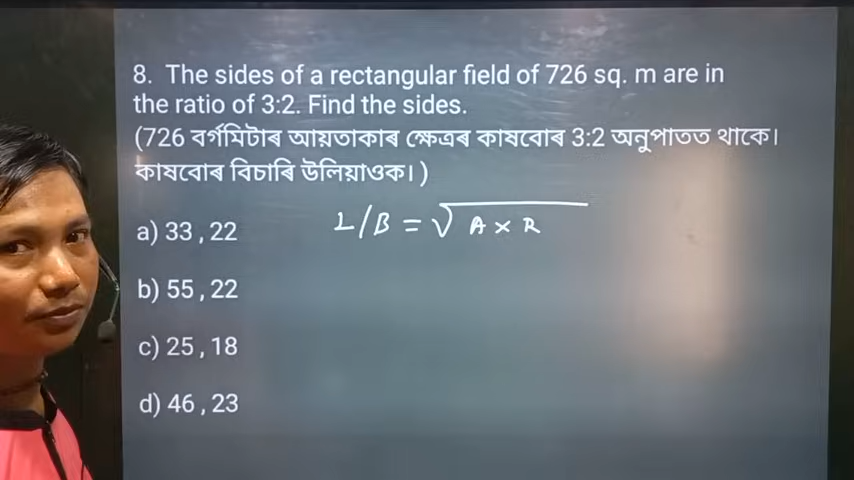 8. The sides of a rectangular field of 726 sq. m are in
the ratio of 3:2. Find the sides.
(726 বৰ্গমিটাৰ আয়তাকাৰ ক্ষেত্ৰৰ কাষবোৰ 3:2 অনুপাতত থাকে।
কাষবোৰ বিচাৰি উলিয়াওক। )
a) 33 , 22
L/B = √A × R
b) 55 , 22
c) 25 , 18
d) 46 , 23